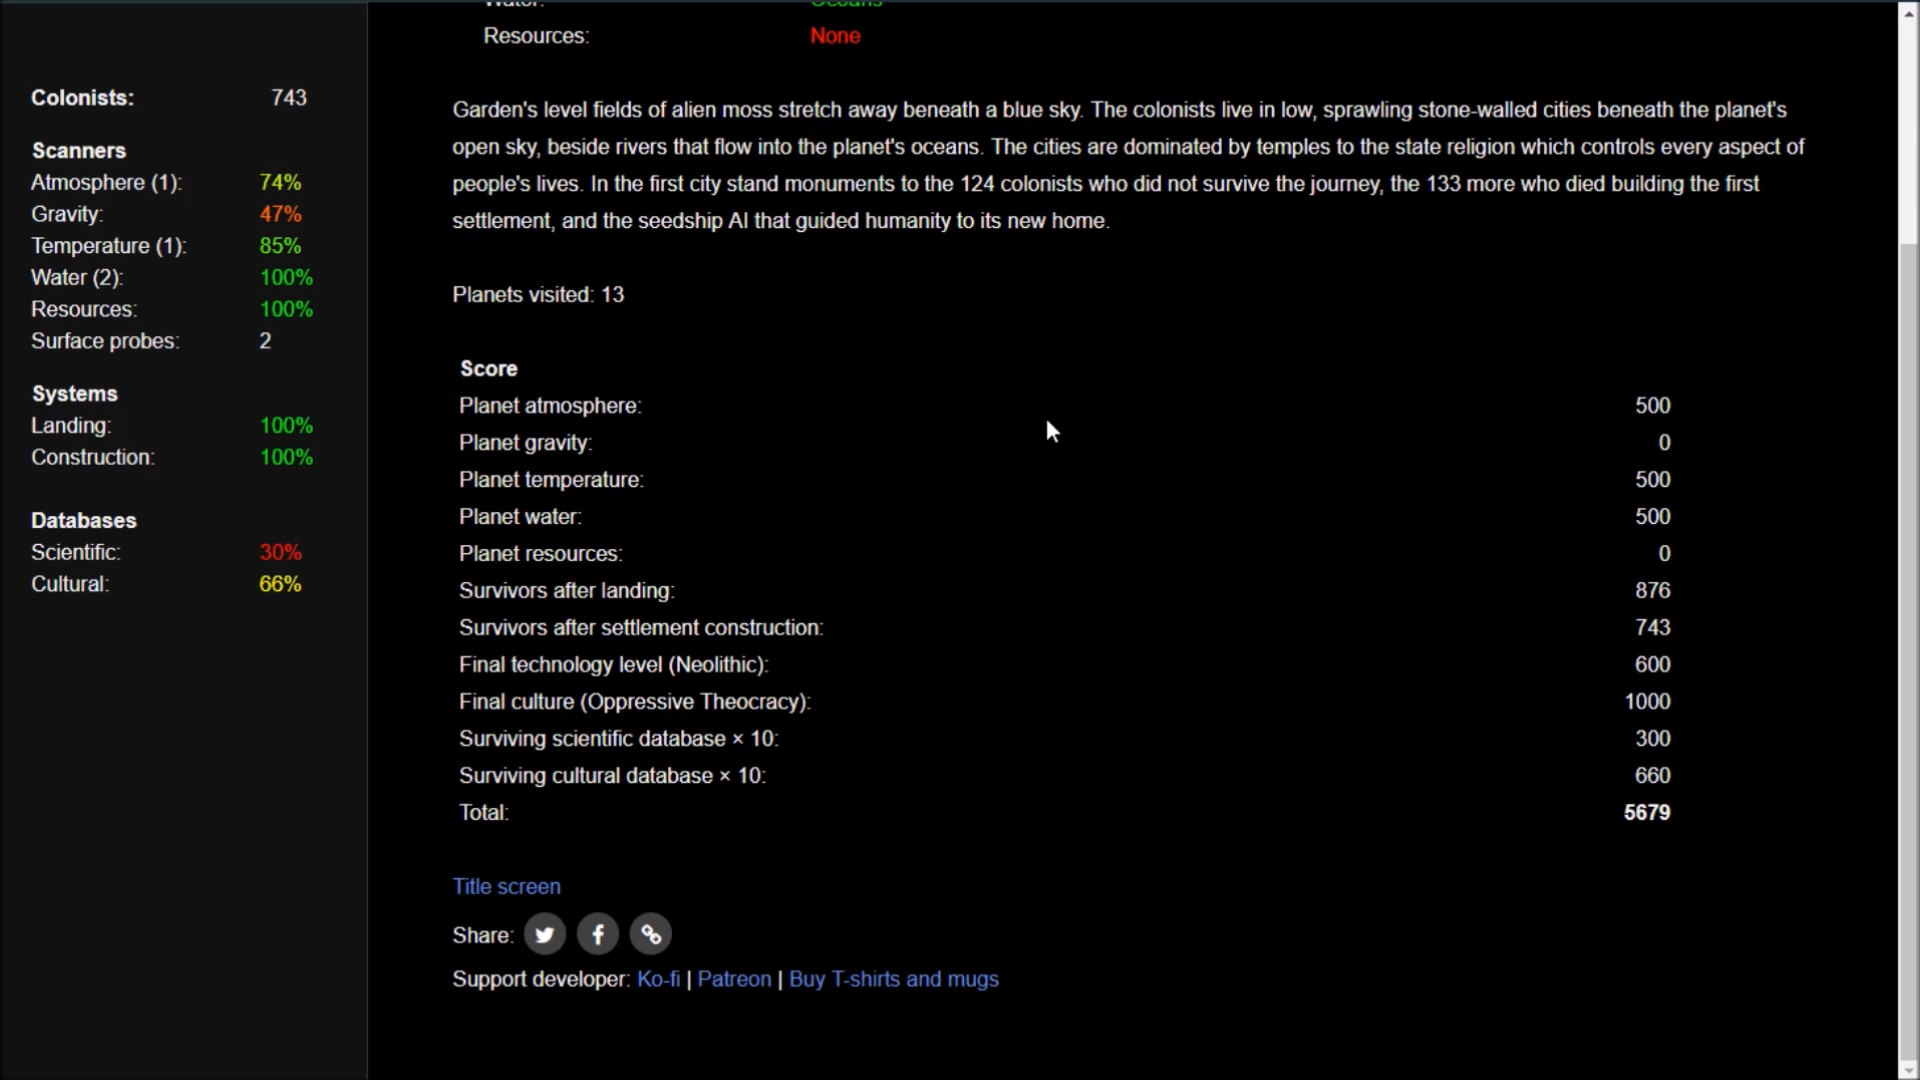 Water: Oceans
Resources: None
Colonists: 743
Scanners
Atmosphere (1): 74%
Gravity: 47%
Temperature (1): 85%
Water (2): 100%
Resources: 100%
Surface probes: 2
Systems
Landing: 100%
Construction: 100%
Databases
Scientific: 30%
Cultural: 66%
Garden's level fields of alien moss stretch away beneath a blue sky. The colonists live in low, sprawling stone-walled cities beneath the planet's
open sky, beside rivers that flow into the planet's oceans. The cities are dominated by temples to the state religion which controls every aspect of
people's lives. In the first city stand monuments to the 124 colonists who did not survive the journey, the 133 more who died building the first
settlement, and the seedship AI that guided humanity to its new home.
Planets visited: 13
Score
Planet atmosphere: 500
Planet gravity: 0
Planet temperature: 500
Planet water: 500
Planet resources: 0
Survivors after landing: 876
Survivors after settlement construction: 743
Final technology level (Neolithic): 600
Final culture (Oppressive Theocracy): 1000
Surviving scientific database × 10: 300
Surviving cultural database × 10: 660
Total: 5679
Title screen
Share:
Support developer: Ko-fi | Patreon | Buy T-shirts and mugs